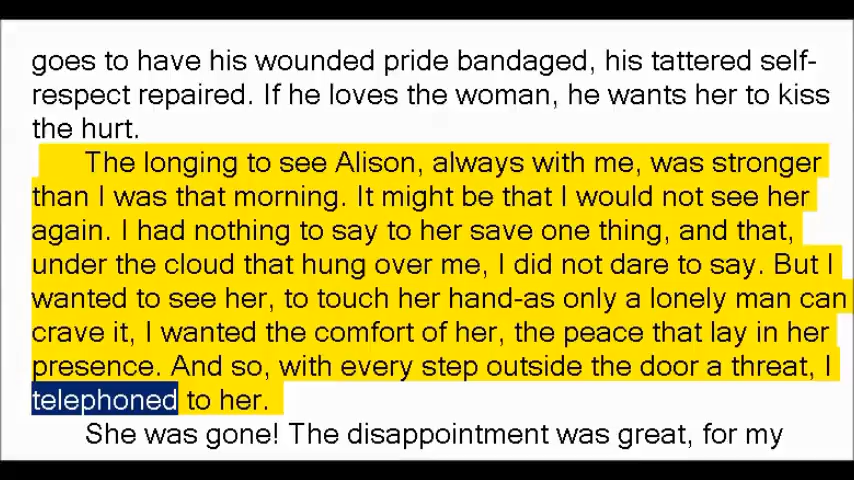 goes to have his wounded pride bandaged, his tattered self-
respect repaired. If he loves the woman, he wants her to kiss
the hurt.
The longing to see Alison, always with me, was stronger
than I was that morning. It might be that I would not see her
again. I had nothing to say to her save one thing, and that,
under the cloud that hung over me, I did not dare to say. But I
wanted to see her, to touch her hand-as only a lonely man can
crave it, I wanted the comfort of her, the peace that lay in her
presence. And so, with every step outside the door a threat, I
telephoned to her.
She was gone! The disappointment was great, for my